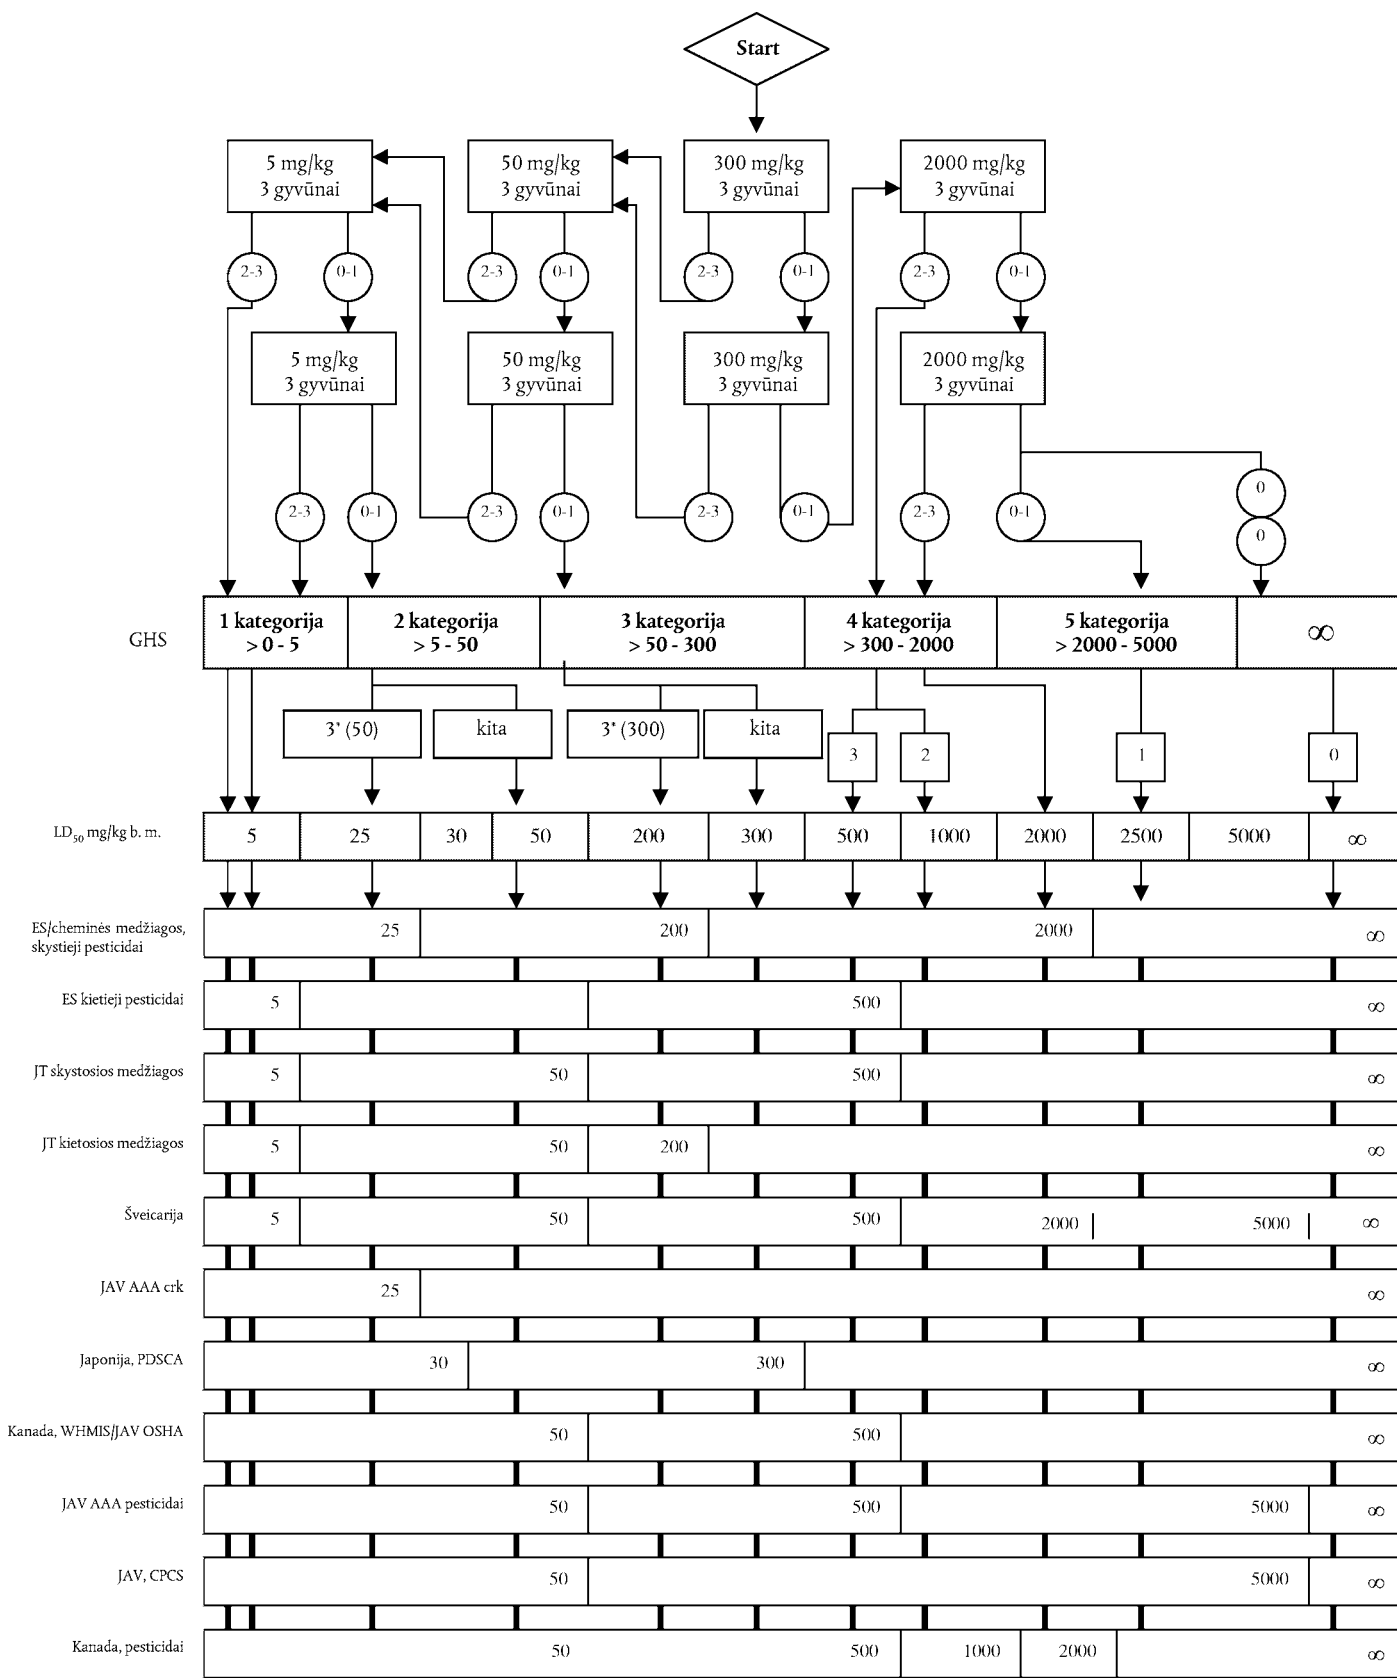 Start
5 mg/kg
3 gyvūnai
50 mg/kg
3 gyvūnai
300 mg/kg
3 gyvūnai
2000 mg/kg
3 gyvūnai
2-3
0-1
2-3
0-1
2-3
0-1
2-3
0-1
5 mg/kg
3 gyvūnai
50 mg/kg
3 gyvūnai
300 mg/kg
3 gyvūnai
2000 mg/kg
3 gyvūnai
2-3
0-1
2-3
0-1
2-3
0-1
2-3
0-1
0
0
GHS
1 kategorija
> 0 - 5
2 kategorija
> 5 - 50
3 kategorija
> 50 - 300
4 kategorija
> 300 - 2000
5 kategorija
> 2000 - 5000
∞
3* (50)
kita
3* (300)
kita
3
2
1
0
LD50 mg/kg b. m.
5
25
30
50
200
300
500
1000
2000
2500
5000
∞
ES/cheminės medžiagos,
skystieji pesticidai
25
200
2000
∞
ES kietieji pesticidai
5
500
∞
JT skystosios medžiagos
5
50
500
∞
JT kietosios medžiagos
5
50
200
∞
Šveicarija
5
50
500
2000
5000
∞
JAV AAA crk
25
∞
Japonija, PDSCA
30
300
∞
Kanada, WHMIS/JAV OSHA
50
500
∞
JAV AAA pesticidai
50
500
5000
∞
JAV, CPCS
50
5000
∞
Kanada, pesticidai
50
500
1000
2000
∞